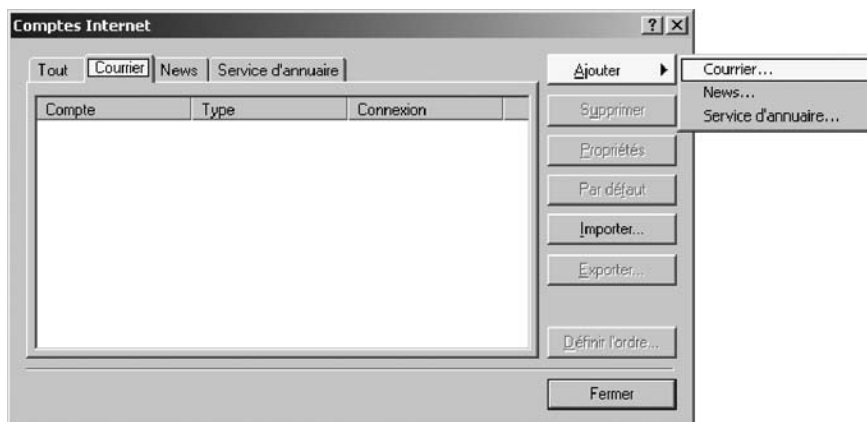 Comptes Internet
Tout Courrier News Service d'annuaire
Compte Type Connexion
Ajouter
Supprimer
Propriétés
Par défaut
Importer...
Exporter...
Définir l'ordre...
Fermer
Courrier...
News...
Service d'annuaire...